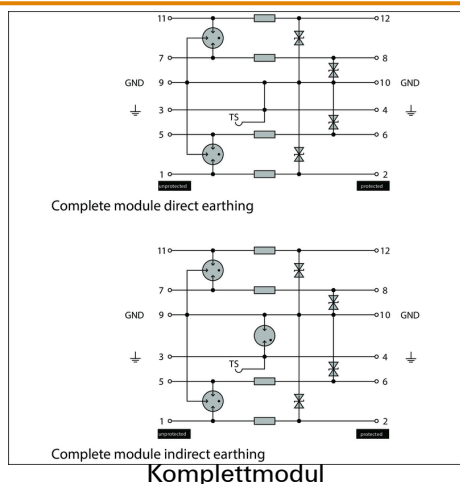 11 12
7 8
GND 9 10 GND
3 4
TS
5 6
1 2
unprotected protected
Complete module direct earthing
11 12
7 8
GND 9 10 GND
3 4
TS
5 6
1 2
unprotected protected
Complete module indirect earthing
Komplettmodul